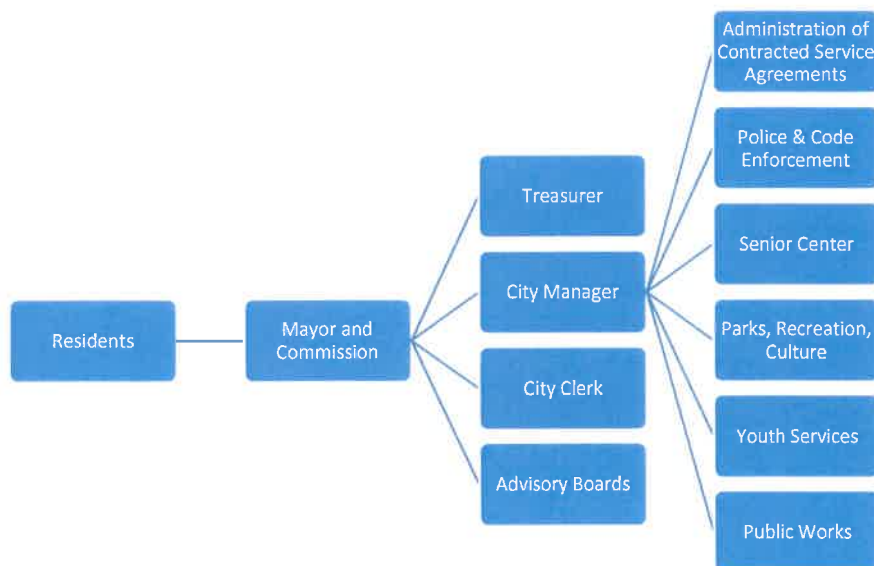 Residents
Mayor and
Commission
Treasurer
City Manager
City Clerk
Advisory Boards
Administration of
Contracted Service
Agreements
Police & Code
Enforcement
Senior Center
Parks, Recreation,
Culture
Youth Services
Public Works